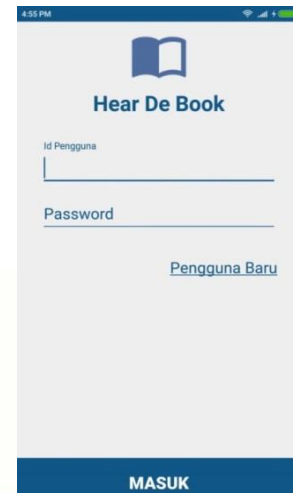 4:55 PM
Hear De Book
Id Pengguna
Password
Pengguna Baru
MASUK